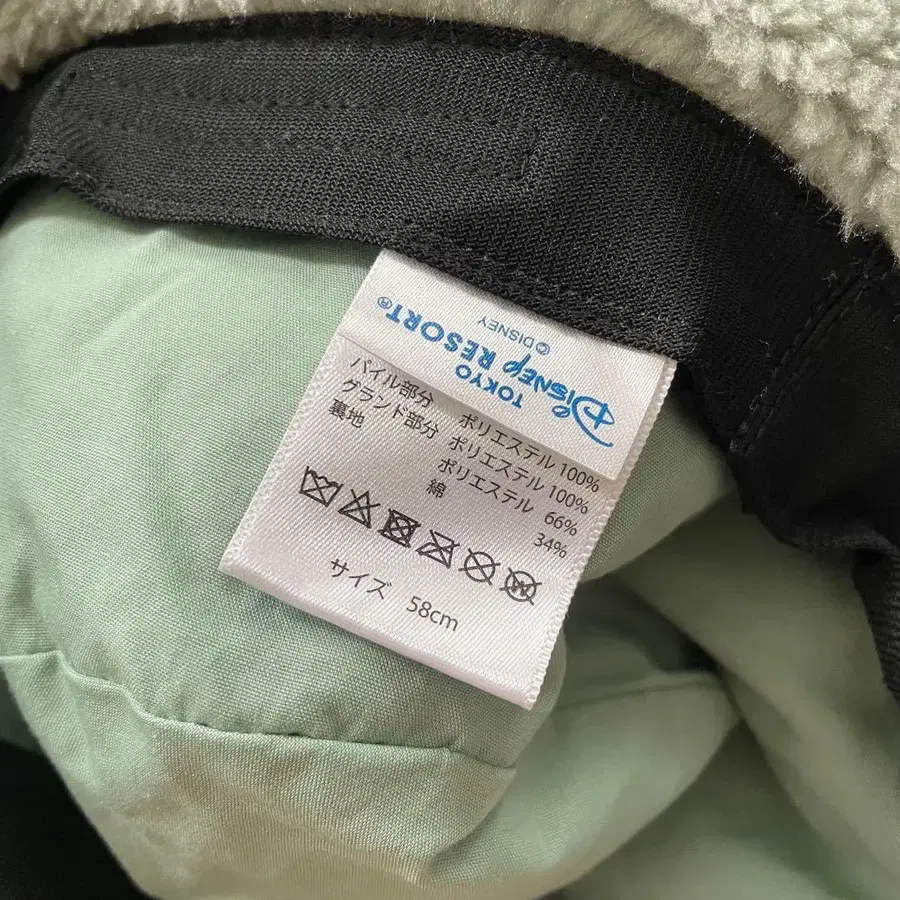 TOKYO
DISNEY RESORT®
©DISNEY
パイル部分 ポリエステル 100%
グランド部分 ポリエステル 100%
裏地 ポリエステル 66%
綿 34%
サイズ 58cm